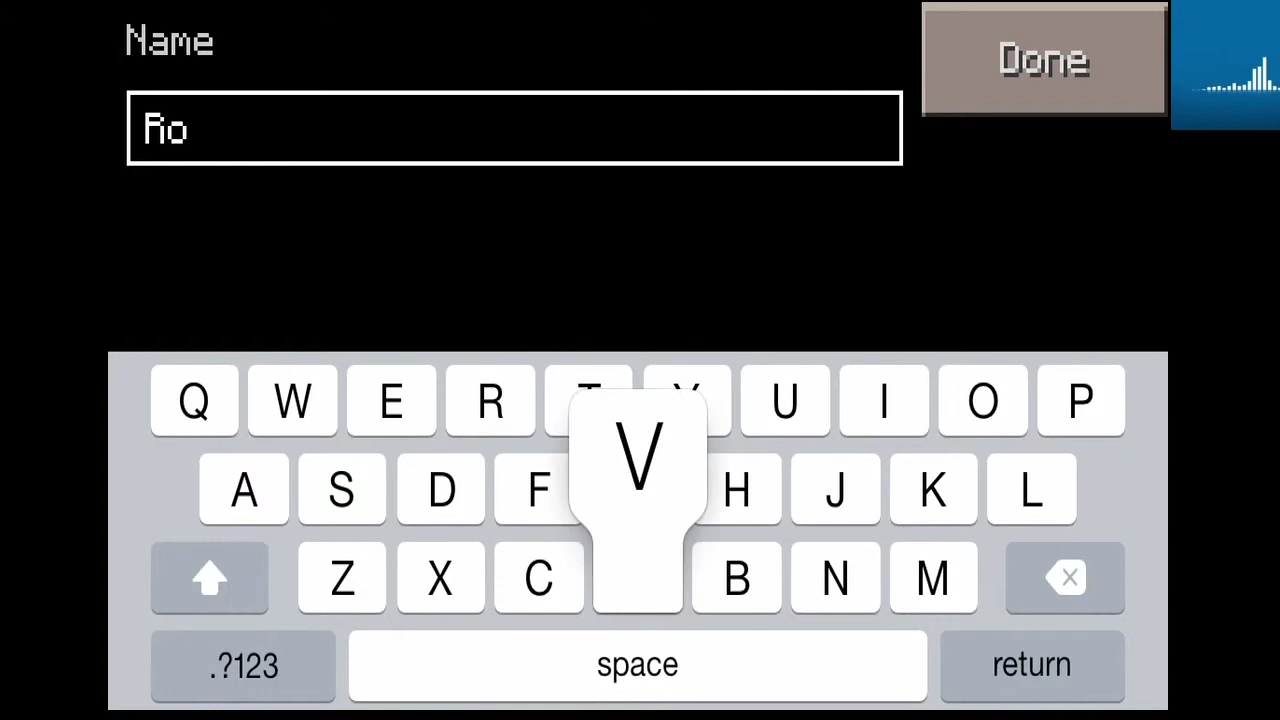 Name
Done
Ro
Q W E R T Y U I O P
V
A S D F H J K L
Z X C B N M
.?123 space return